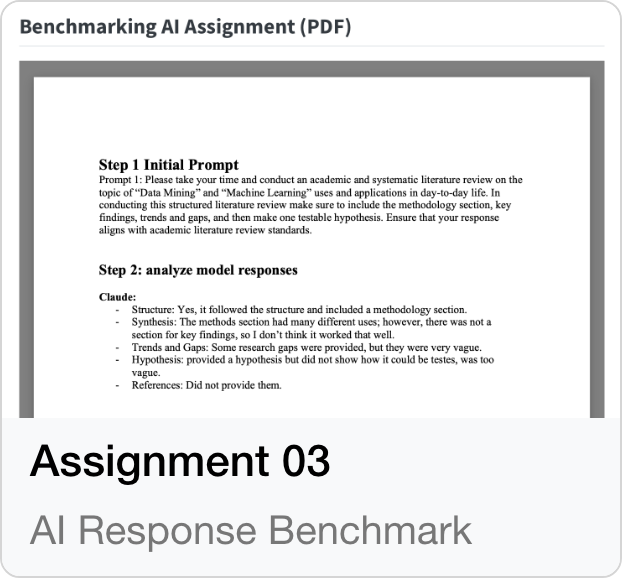 Benchmarking AI Assignment (PDF)
Step 1 Initial Prompt
Prompt 1: Please take your time and conduct an academic and systematic literature review on the
topic of “Data Mining” and “Machine Learning” uses and applications in day-to-day life. In
conducting this structured literature review make sure to include the methodology section, key
findings, trends and gaps, and then make one testable hypothesis. Ensure that your response
aligns with academic literature review standards.
Step 2: analyze model responses
Claude:
- Structure: Yes, it followed the structure and included a methodology section.
- Synthesis: The methods section had many different uses; however, there was not a
section for key findings, so I don’t think it worked that well.
- Trends and Gaps: Some research gaps were provided, but they were very vague.
- Hypothesis: provided a hypothesis but did not show how it could be testes, was too
vague.
- References: Did not provide them.
Assignment 03
AI Response Benchmark